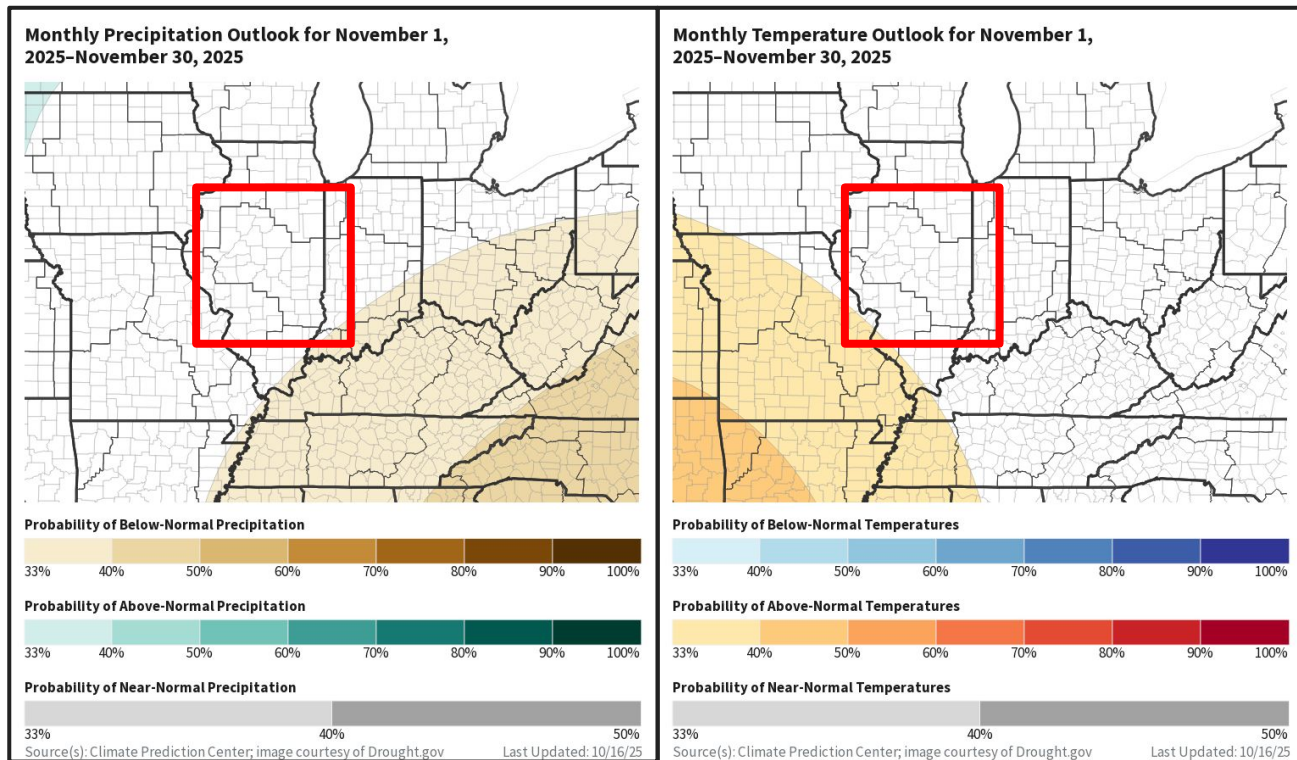 Monthly Precipitation Outlook for November 1,
2025–November 30, 2025
Probability of Below-Normal Precipitation
33% 40% 50% 60% 70% 80% 90% 100%
Probability of Above-Normal Precipitation
33% 40% 50% 60% 70% 80% 90% 100%
Probability of Near-Normal Precipitation
33% 40% 50%
Source(s): Climate Prediction Center; image courtesy of Drought.gov Last Updated: 10/16/25
Monthly Temperature Outlook for November 1,
2025–November 30, 2025
Probability of Below-Normal Temperatures
33% 40% 50% 60% 70% 80% 90% 100%
Probability of Above-Normal Temperatures
33% 40% 50% 60% 70% 80% 90% 100%
Probability of Near-Normal Temperatures
33% 40% 50%
Source(s): Climate Prediction Center; image courtesy of Drought.gov Last Updated: 10/16/25